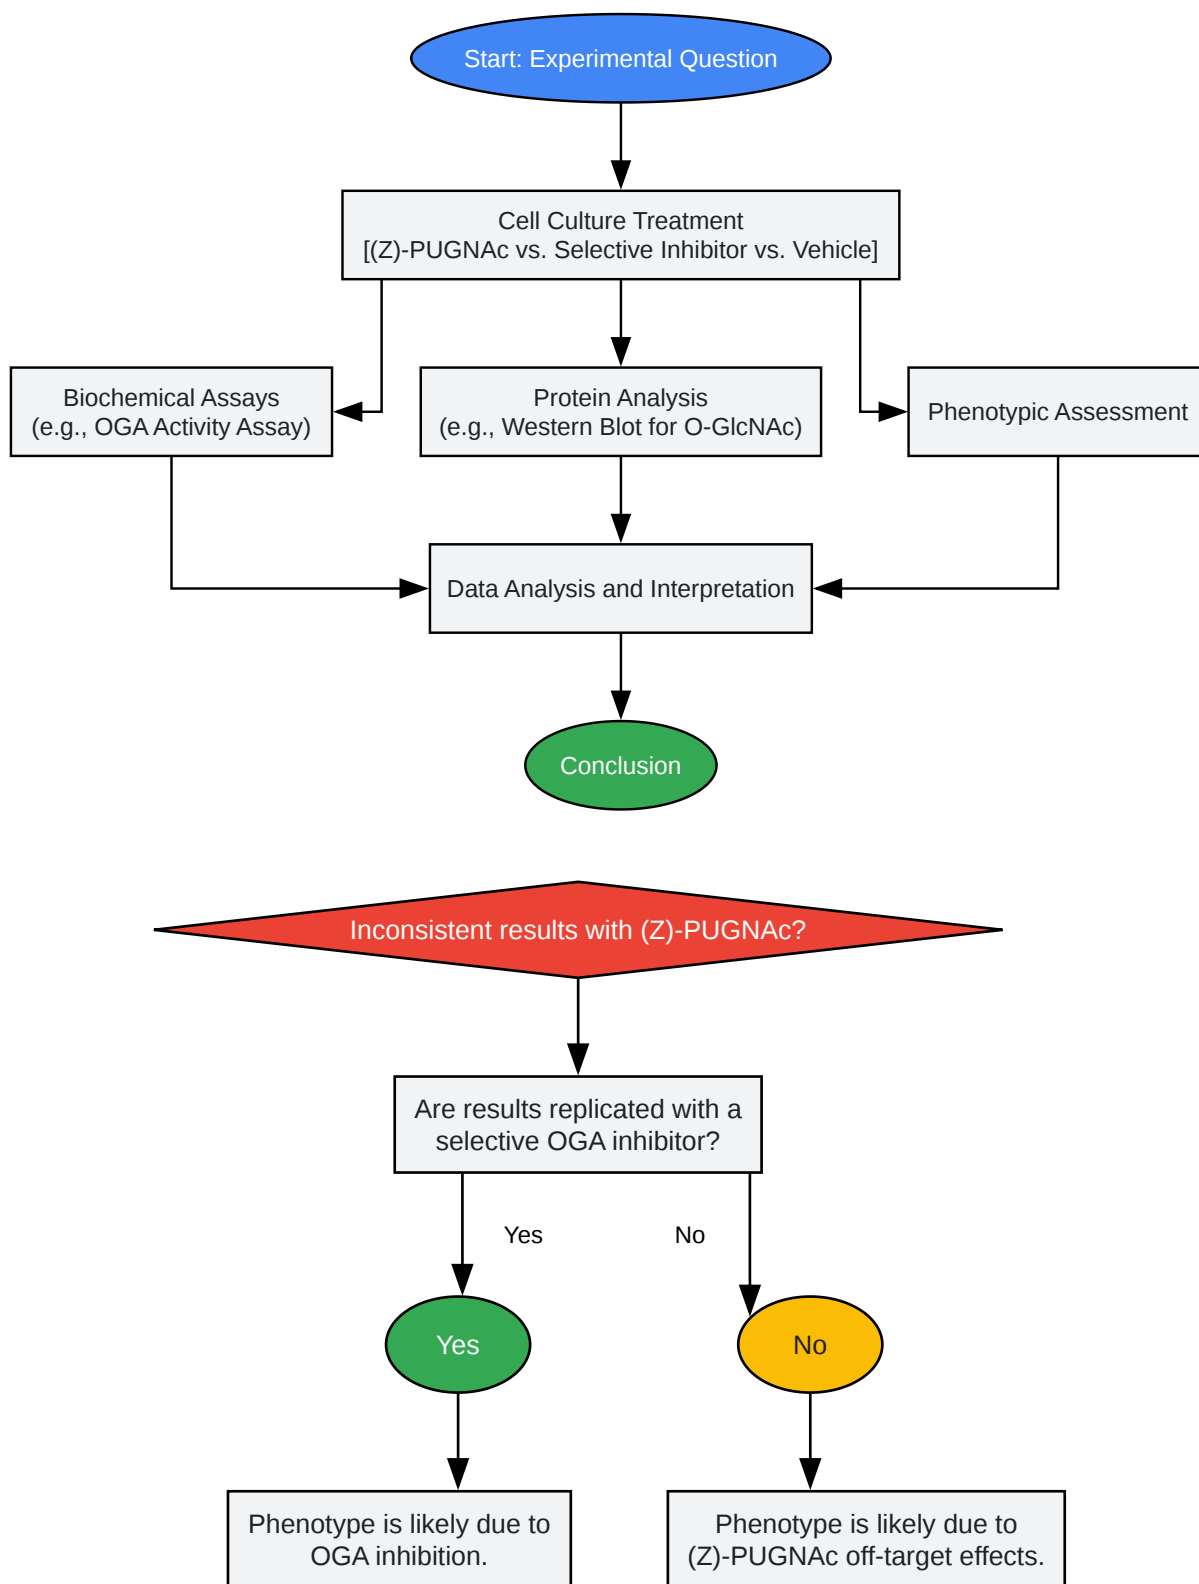 Start: Experimental Question
Cell Culture Treatment
[(Z)-PUGNAc vs. Selective Inhibitor vs. Vehicle]
Biochemical Assays
(e.g., OGA Activity Assay)
Protein Analysis
(e.g., Western Blot for O-GlcNAc)
Phenotypic Assessment
Data Analysis and Interpretation
Conclusion
Inconsistent results with (Z)-PUGNAc?
Are results replicated with a
selective OGA inhibitor?
Yes
No
Yes
No
Phenotype is likely due to
OGA inhibition.
Phenotype is likely due to
(Z)-PUGNAc off-target effects.